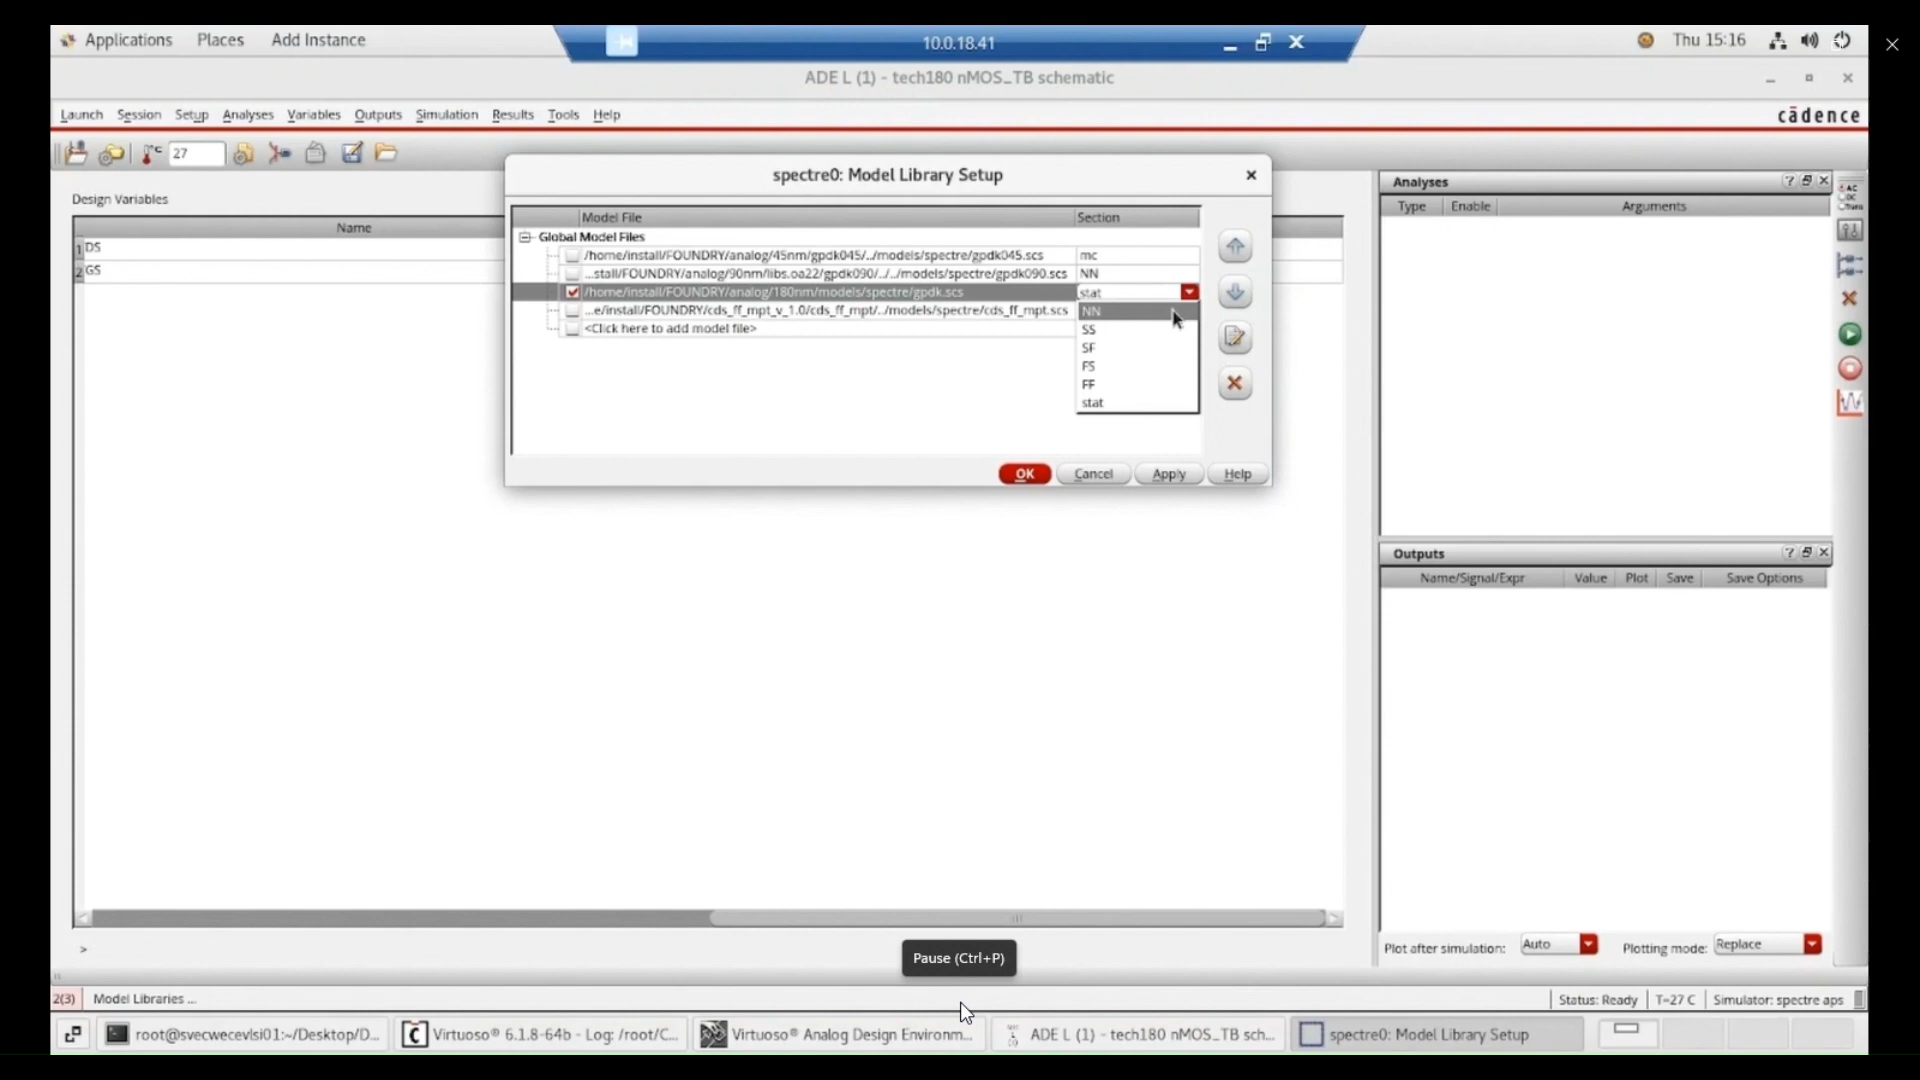 Applications Places Add Instance
10.0.18.41
Thu 15:16
ADE L (1) - tech180 nMOS_TB schematic
Launch Session Setup Analyses Variables Outputs Simulation Results Tools Help
cādence
27
Design Variables
Name
1 DS
2 GS
spectre0: Model Library Setup
Model File Section
Global Model Files
/home/install/FOUNDRY/analog/45nm/gpdk045/../models/spectre/gpdk045.scs mc
...stall/FOUNDRY/analog/90nm/libs.oa22/gpdk090/../../models/spectre/gpdk090.scs NN
/home/install/FOUNDRY/analog/180nm/models/spectre/gpdk.scs stat
...e/install/FOUNDRY/cds_ff_mpt_v_1.0/cds_ff_mpt/../models/spectre/cds_ff_mpt.scs
<Click here to add model file>
NN
SS
SF
FS
FF
stat
OK Cancel Apply Help
Analyses
Type Enable Arguments
AC
DC
Trans
Outputs
Name/Signal/Expr Value Plot Save Save Options
Plot after simulation: Auto Plotting mode: Replace
>
Pause (Ctrl+P)
2(3) Model Libraries ...
Status: Ready T=27 C Simulator: spectre aps
root@svecwecevlsi01:~/Desktop/D...
Virtuoso® 6.1.8-64b - Log: /root/C...
Virtuoso® Analog Design Environm...
ADE L (1) - tech180 nMOS_TB sch...
spectre0: Model Library Setup